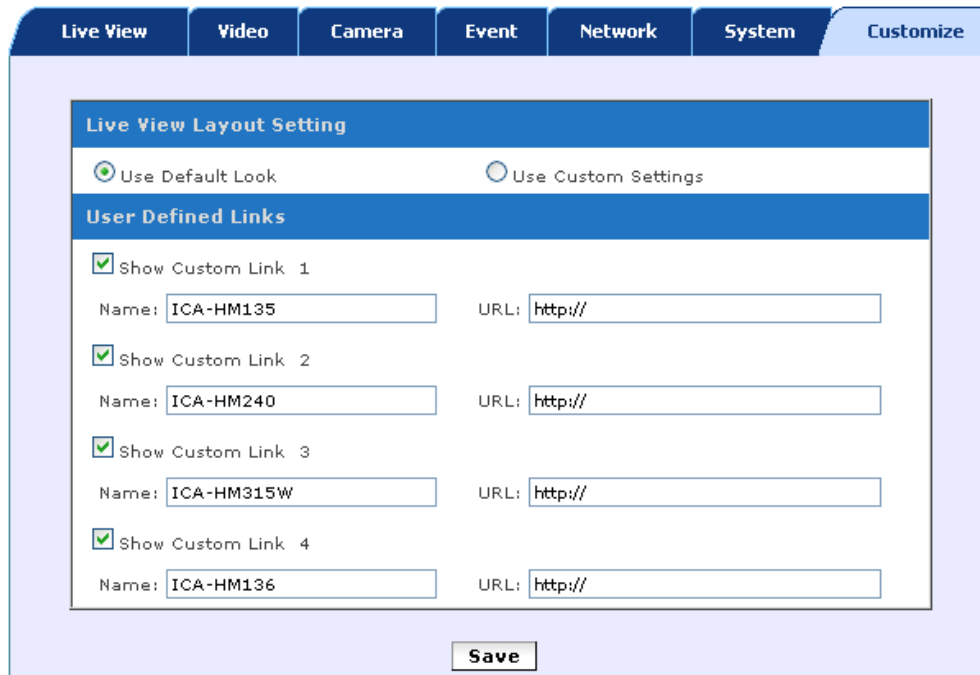 Live View Video Camera Event Network System Customize
Live View Layout Setting
Use Default Look Use Custom Settings
User Defined Links
Show Custom Link 1
Name: ICA-HM135 URL: http://
Show Custom Link 2
Name: ICA-HM240 URL: http://
Show Custom Link 3
Name: ICA-HM315W URL: http://
Show Custom Link 4
Name: ICA-HM136 URL: http://
Save